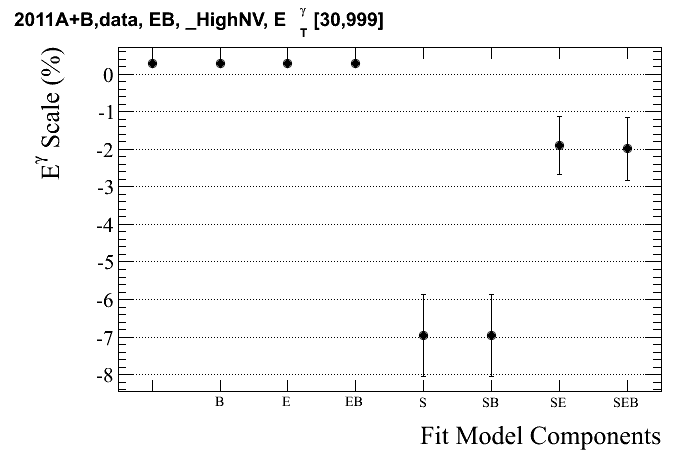 2011A+B,data, EB, _HighNV, E γ T [30,999]
E γ Scale (%)
0
-1
-2
-3
-4
-5
-6
-7
-8
B E EB S SB SE SEB
Fit Model Components